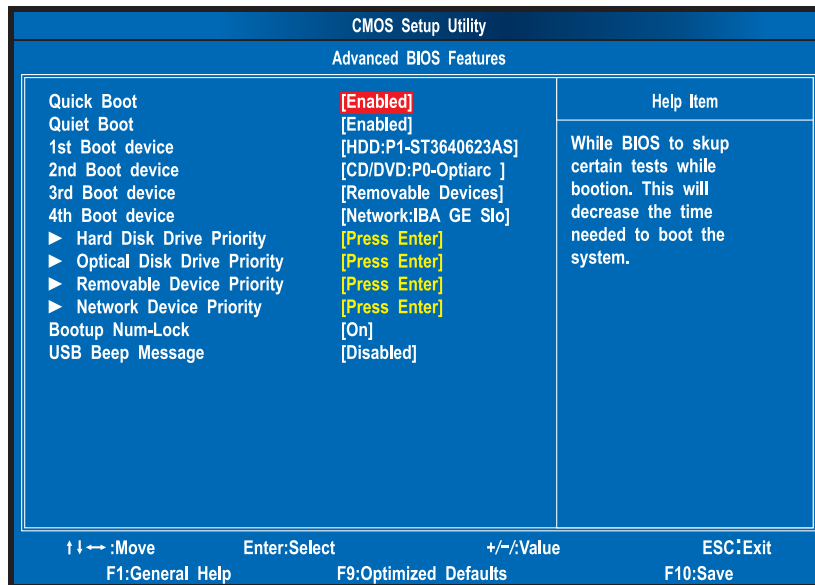 CMOS Setup Utility
Advanced BIOS Features
Quick Boot [Enabled]
Quiet Boot [Enabled]
1st Boot device [HDD:P1-ST3640623AS]
2nd Boot device [CD/DVD:P0-Optiarc ]
3rd Boot device [Removable Devices]
4th Boot device [Network:IBA GE Slo]
► Hard Disk Drive Priority [Press Enter]
► Optical Disk Drive Priority [Press Enter]
► Removable Device Priority [Press Enter]
► Network Device Priority [Press Enter]
Bootup Num-Lock [On]
USB Beep Message [Disabled]
Help Item
While BIOS to skup
certain tests while
bootion. This will
decrease the time
needed to boot the
system.
↑↓↔ :Move Enter:Select +/−/:Value ESC:Exit
F1:General Help F9:Optimized Defaults F10:Save